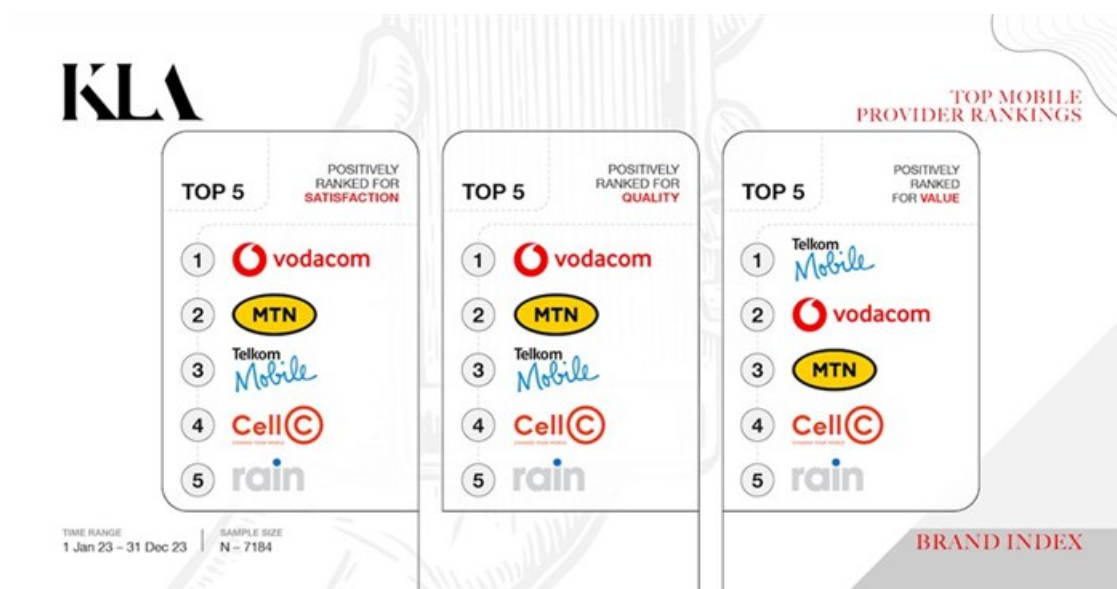 KLA
TOP MOBILE
PROVIDER RANKINGS
TOP 5
POSITIVELY
RANKED FOR
SATISFACTION
1 vodacom
2 MTN
3 Telkom
Mobile
4 Cell C
5 rain
TOP 5
POSITIVELY
RANKED FOR
QUALITY
1 vodacom
2 MTN
3 Telkom
Mobile
4 Cell C
5 rain
TOP 5
POSITIVELY
RANKED
FOR VALUE
1 Telkom
Mobile
2 vodacom
3 MTN
4 Cell C
5 rain
TIME RANGE
1 Jan 23 – 31 Dec 23
SAMPLE SIZE
N – 7184
BRAND INDEX